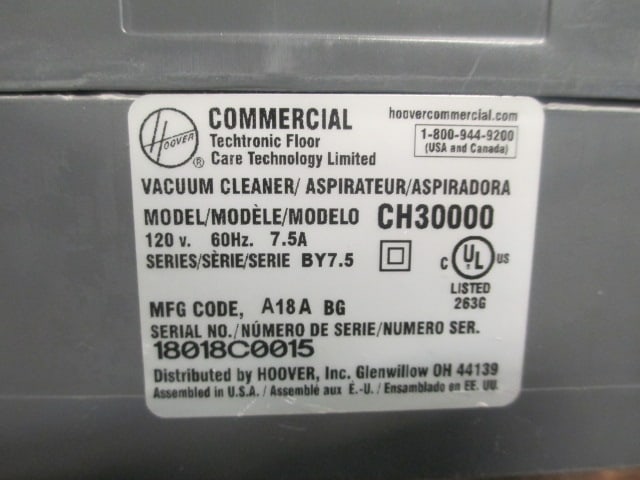 HOOVER ®
COMMERCIAL
Techtronic Floor
Care Technology Limited
hoovercommercial.com
1-800-944-9200
(USA and Canada)
VACUUM CLEANER/ ASPIRATEUR/ASPIRADORA
MODEL/MODÈLE/MODELO CH30000
120 v. 60Hz. 7.5A
SERIES/SÈRIE/SERIE BY7.5
C UL US
LISTED
263G
MFG CODE, A18A BG
SERIAL NO./NÚMERO DE SERIE/NUMERO SER.
18018C0015
Distributed by HOOVER, Inc. Glenwillow OH 44139
Assembled in U.S.A. / Assemblé aux É.-U. / Ensamblado en EE. UU.